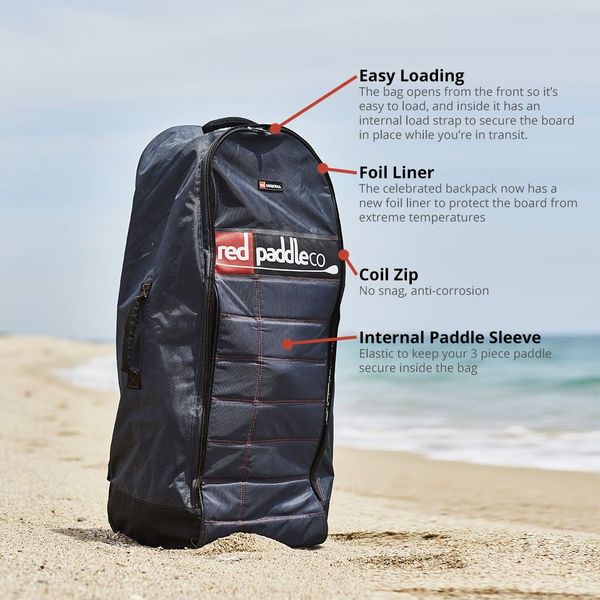 Easy Loading
The bag opens from the front so it's
easy to load, and inside it has an
internal load strap to secure the board
in place while you're in transit.
Foil Liner
The celebrated backpack now has a
new foil liner to protect the board from
extreme temperatures
red paddle co
Coil Zip
No snag, anti-corrosion
Internal Paddle Sleeve
Elastic to keep your 3 piece paddle
secure inside the bag